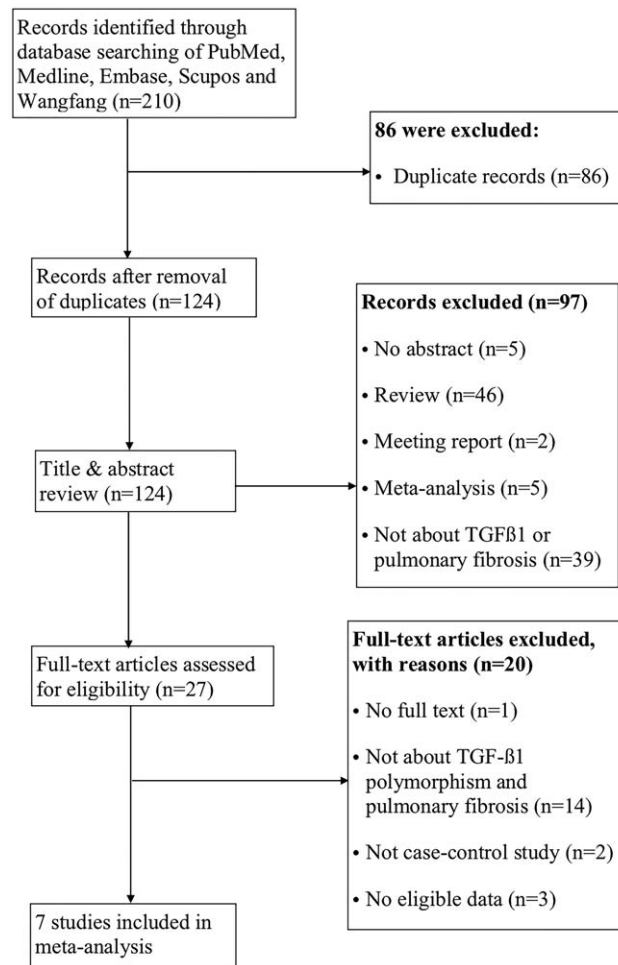 Records identified through
database searching of PubMed,
Medline, Embase, Scupos and
Wangfang (n=210)
86 were excluded:
• Duplicate records (n=86)
Records after removal
of duplicates (n=124)
Records excluded (n=97)
• No abstract (n=5)
• Review (n=46)
• Meeting report (n=2)
• Meta-analysis (n=5)
• Not about TGFß1 or
pulmonary fibrosis (n=39)
Title & abstract
review (n=124)
Full-text articles assessed
for eligibility (n=27)
Full-text articles excluded,
with reasons (n=20)
• No full text (n=1)
• Not about TGF-ß1
polymorphism and
pulmonary fibrosis (n=14)
• Not case-control study (n=2)
• No eligible data (n=3)
7 studies included in
meta-analysis